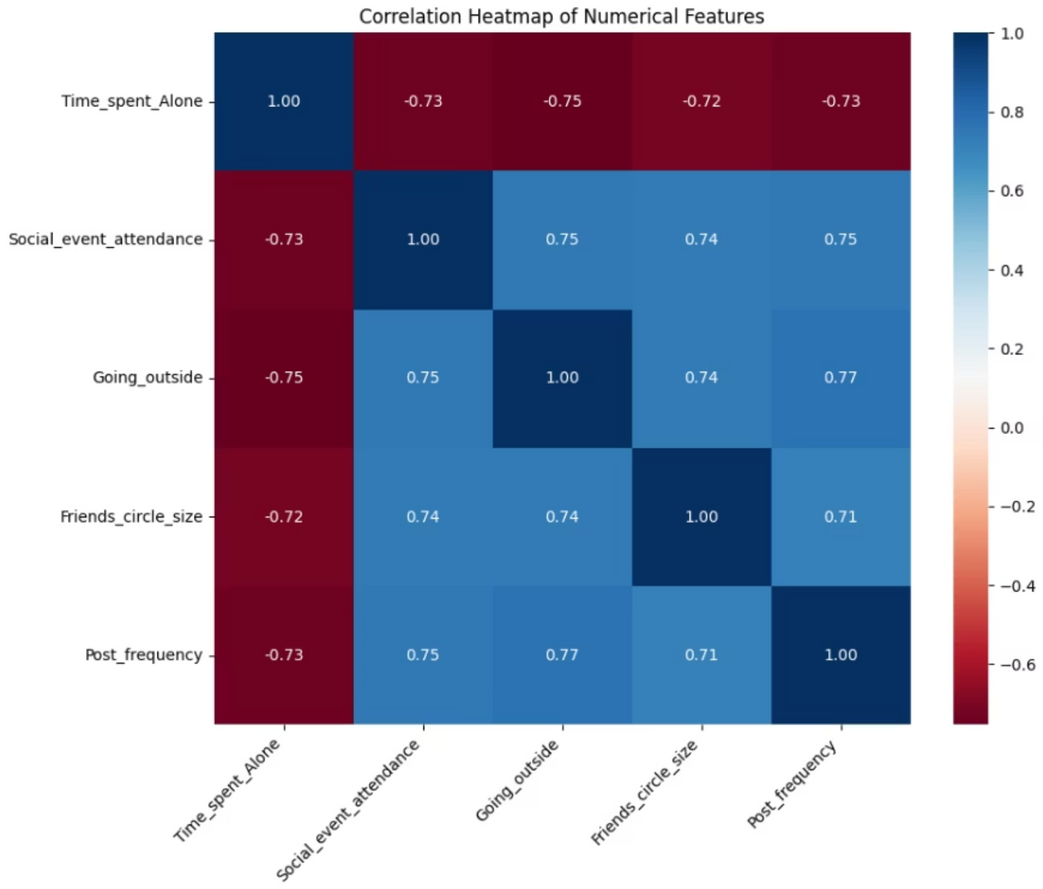 Correlation Heatmap of Numerical Features
Time_spent_Alone 1.00 -0.73 -0.75 -0.72 -0.73
Social_event_attendance -0.73 1.00 0.75 0.74 0.75
Going_outside -0.75 0.75 1.00 0.74 0.77
Friends_circle_size -0.72 0.74 0.74 1.00 0.71
Post_frequency -0.73 0.75 0.77 0.71 1.00
Time_spent_Alone
Social_event_attendance
Going_outside
Friends_circle_size
Post_frequency
1.0
0.8
0.6
0.4
0.2
0.0
−0.2
−0.4
−0.6